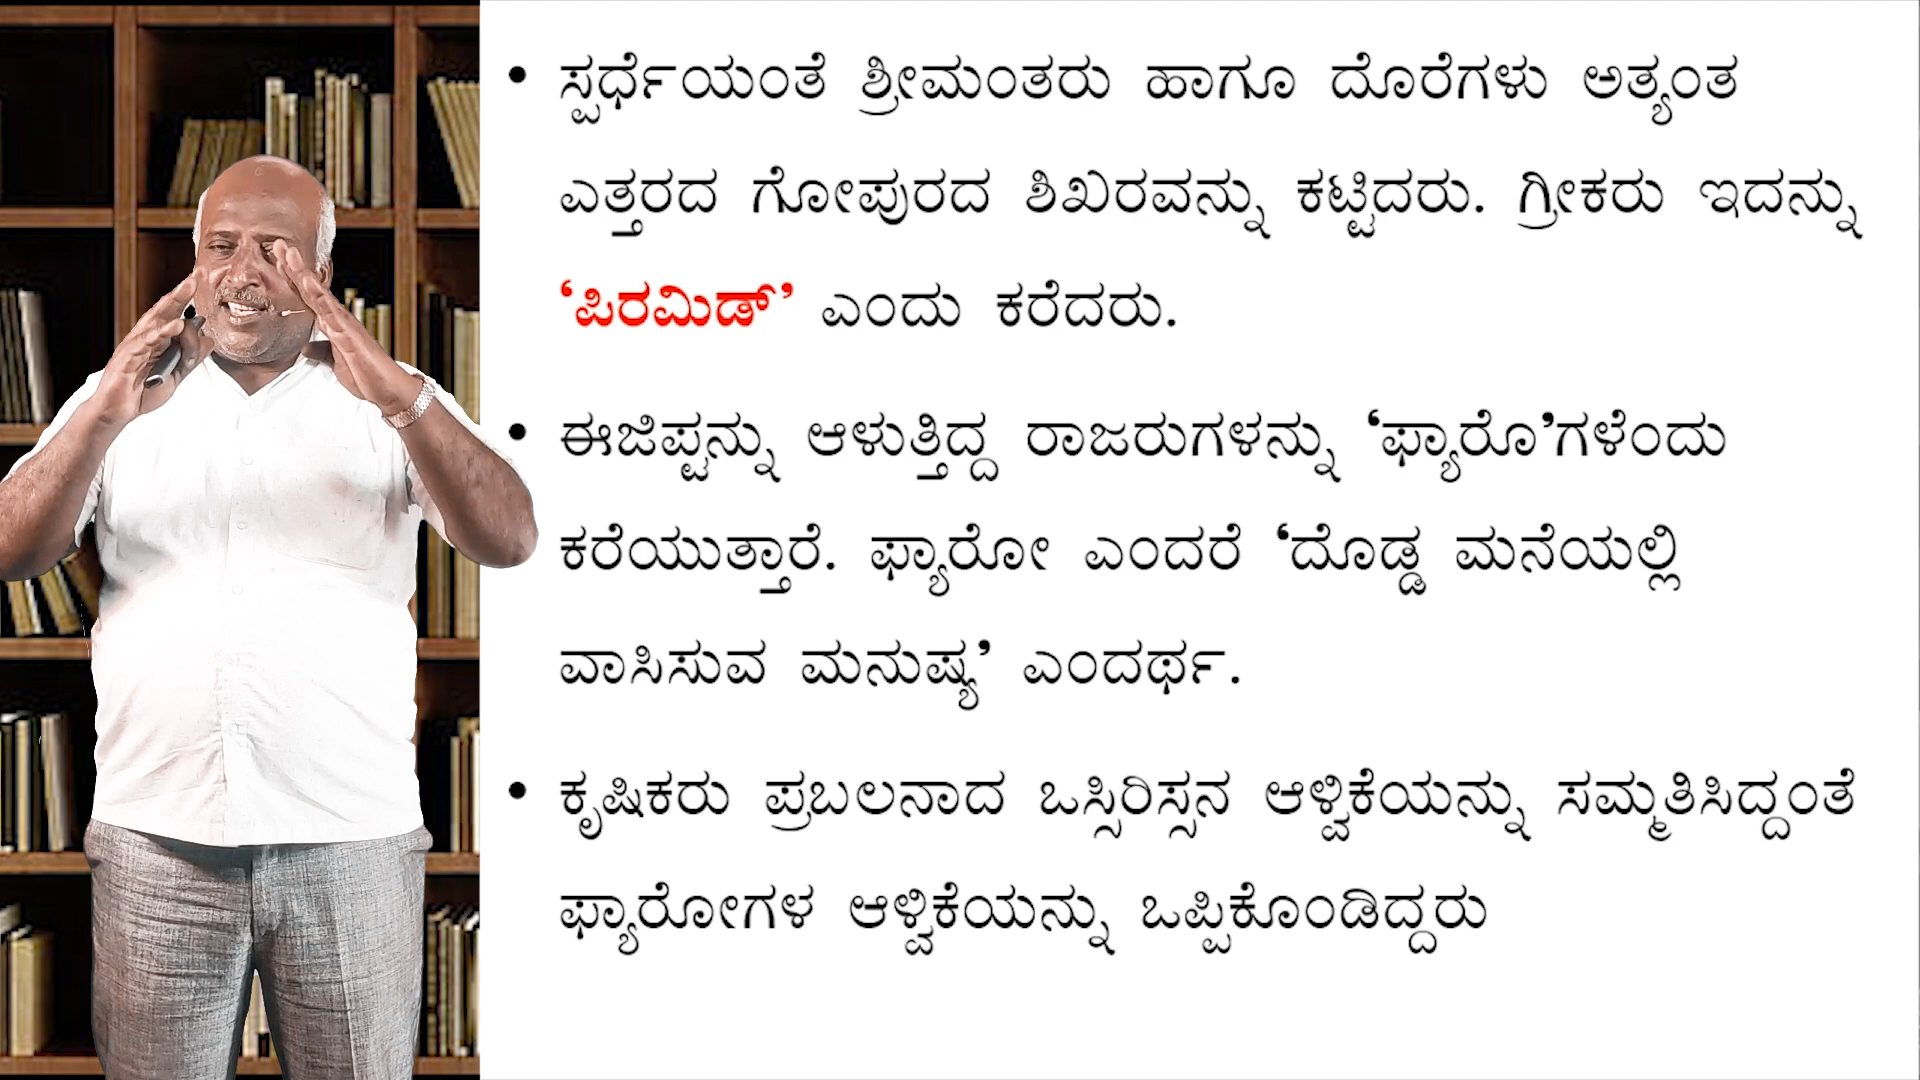 • ಸ್ಪರ್ಧೆಯಂತೆ ಶ್ರೀಮಂತರು ಹಾಗೂ ದೊರೆಗಳು ಅತ್ಯಂತ
ಎತ್ತರದ ಗೋಪುರದ ಶಿಖರವನ್ನು ಕಟ್ಟಿದರು. ಗ್ರೀಕರು ಇದನ್ನು
‘ಪಿರಮಿಡ್’ ಎಂದು ಕರೆದರು.
• ಈಜಿಪ್ಟನ್ನು ಆಳುತ್ತಿದ್ದ ರಾಜರುಗಳನ್ನು ‘ಫ್ಯಾರೊ’ಗಳೆಂದು
ಕರೆಯುತ್ತಾರೆ. ಫ್ಯಾರೋ ಎಂದರೆ ‘ದೊಡ್ಡ ಮನೆಯಲ್ಲಿ
ವಾಸಿಸುವ ಮನುಷ್ಯ’ ಎಂದರ್ಥ.
• ಕೃಷಿಕರು ಪ್ರಬಲನಾದ ಒಸ್ಸಿರಿಸ್ಸನ ಆಳ್ವಿಕೆಯನ್ನು ಸಮ್ಮತಿಸಿದ್ದಂತೆ
ಫ್ಯಾರೋಗಳ ಆಳ್ವಿಕೆಯನ್ನು ಒಪ್ಪಿಕೊಂಡಿದ್ದರು